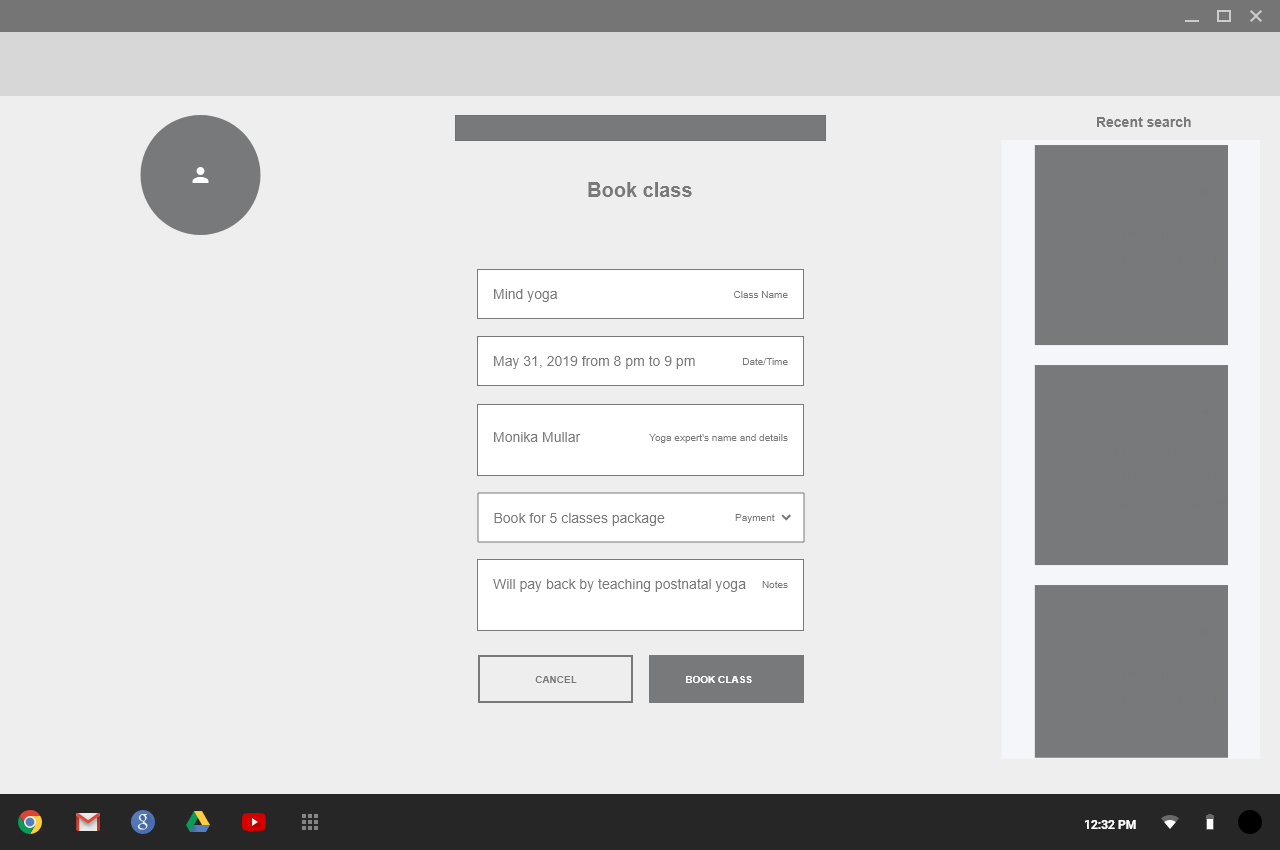 Recent search
Book class
Mind yoga Class Name
May 31, 2019 from 8 pm to 9 pm Date/Time
Monika Mullar Yoga expert's name and details
Book for 5 classes package Payment
Will pay back by teaching postnatal yoga Notes
CANCEL BOOK CLASS
12:32 PM